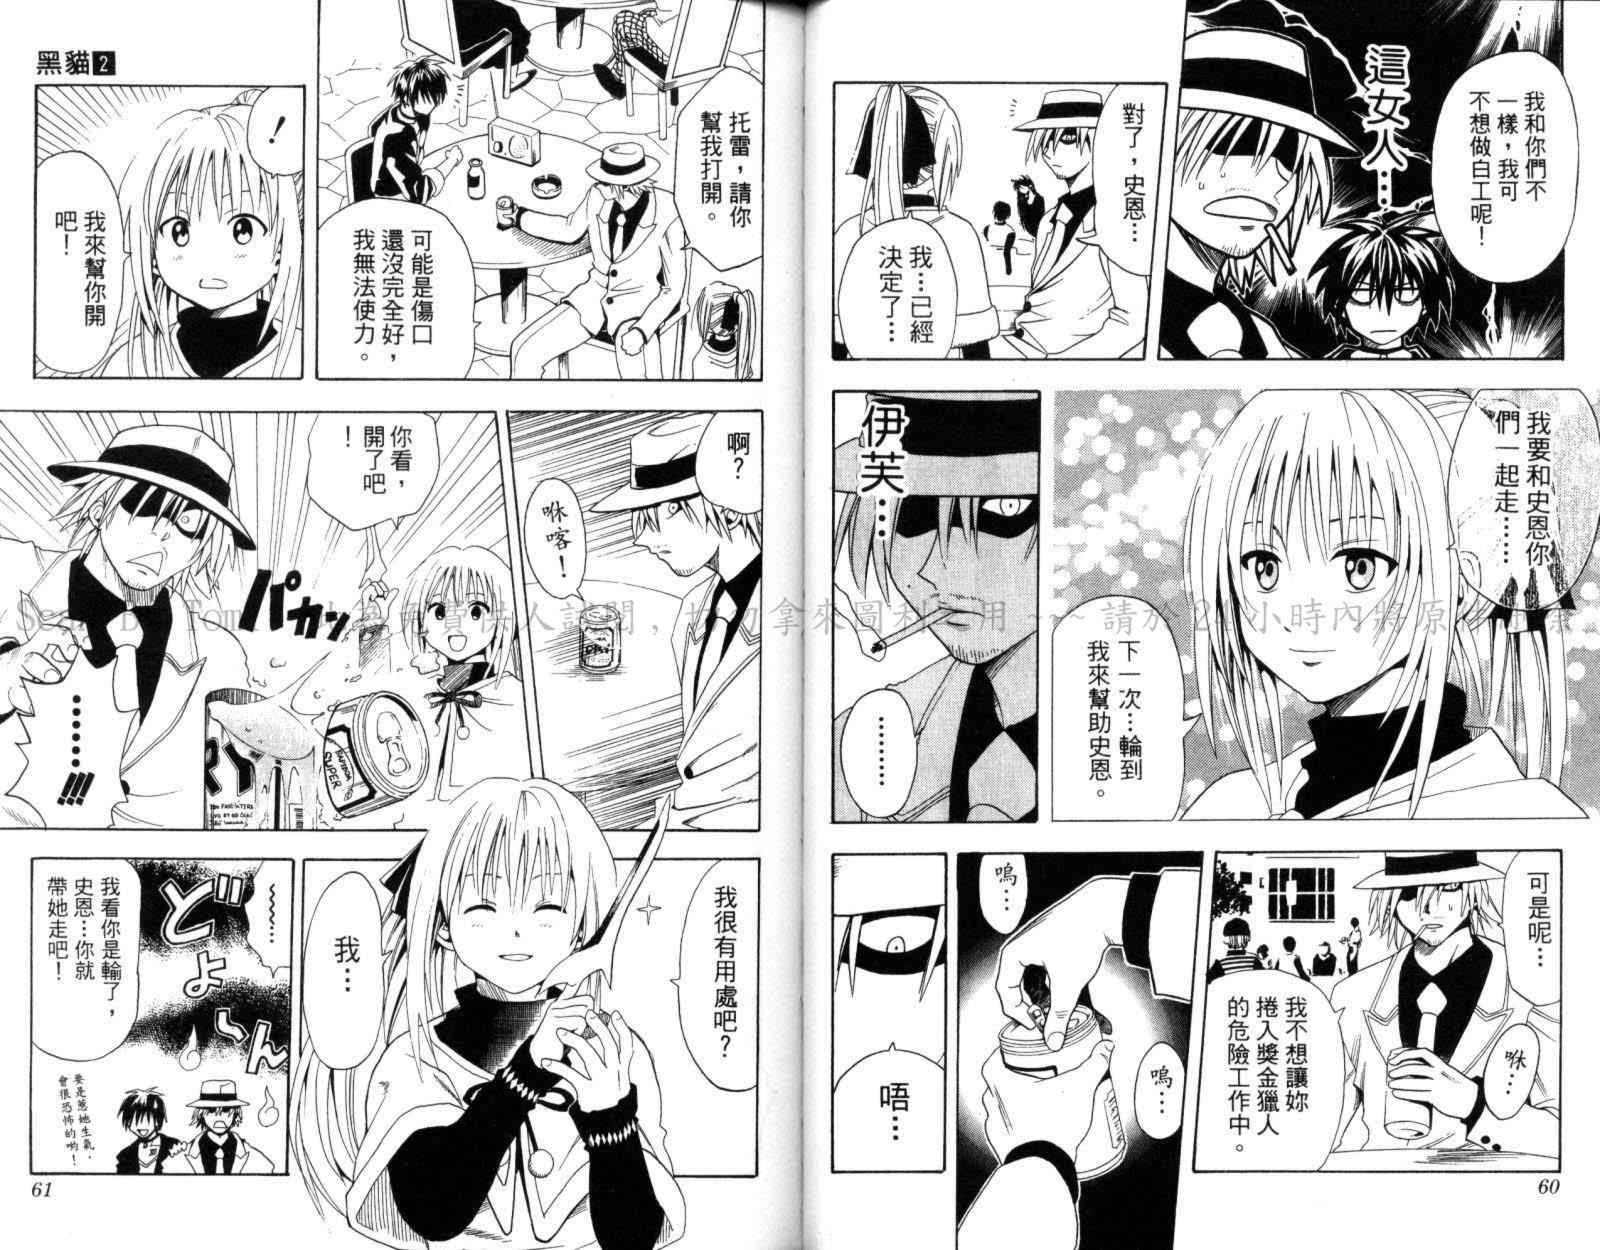 我和你們不
一樣，我可
不想做白工呢！
這女人…
對了，史恩…
我…已經
決定了…
我要和史恩你
們一起走……
下一次…輪到
我來幫助史恩。
伊芙…
………
可是呢…
咻…
我不想讓妳
捲入獎金獵人
的危險工作中。
嗚…
嗚…
唔…
60
黑貓2
托雷，請你
幫我打開。
可能是傷口
還沒完全好，
我無法使力。
！
我來幫你開
吧！
啊？
咻喀！
你看，
開了吧
！
パカッ
SUPER
……!!!
我很有用處吧？
我…
どよ～ん
我看你是輸了，
史恩…你就
帶她走吧！
要是惹她生氣，
會很恐怖的喲！
61